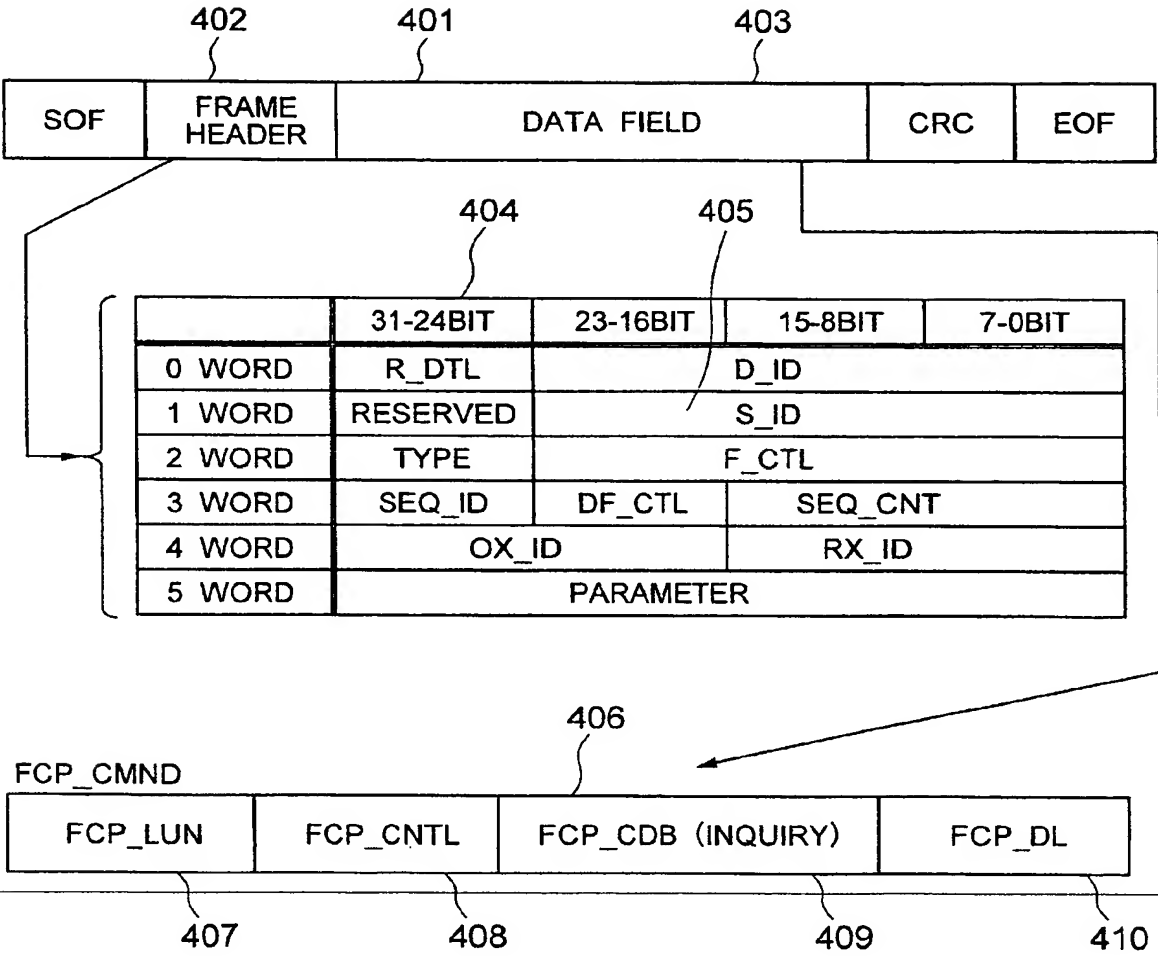 402 401 403
SOF FRAME HEADER DATA FIELD CRC EOF
404 405
31-24BIT 23-16BIT 15-8BIT 7-0BIT
0 WORD R_DTL D_ID
1 WORD RESERVED S_ID
2 WORD TYPE F_CTL
3 WORD SEQ_ID DF_CTL SEQ_CNT
4 WORD OX_ID RX_ID
5 WORD PARAMETER
406
FCP_CMND
FCP_LUN FCP_CNTL FCP_CDB (INQUIRY) FCP_DL
407 408 409 410